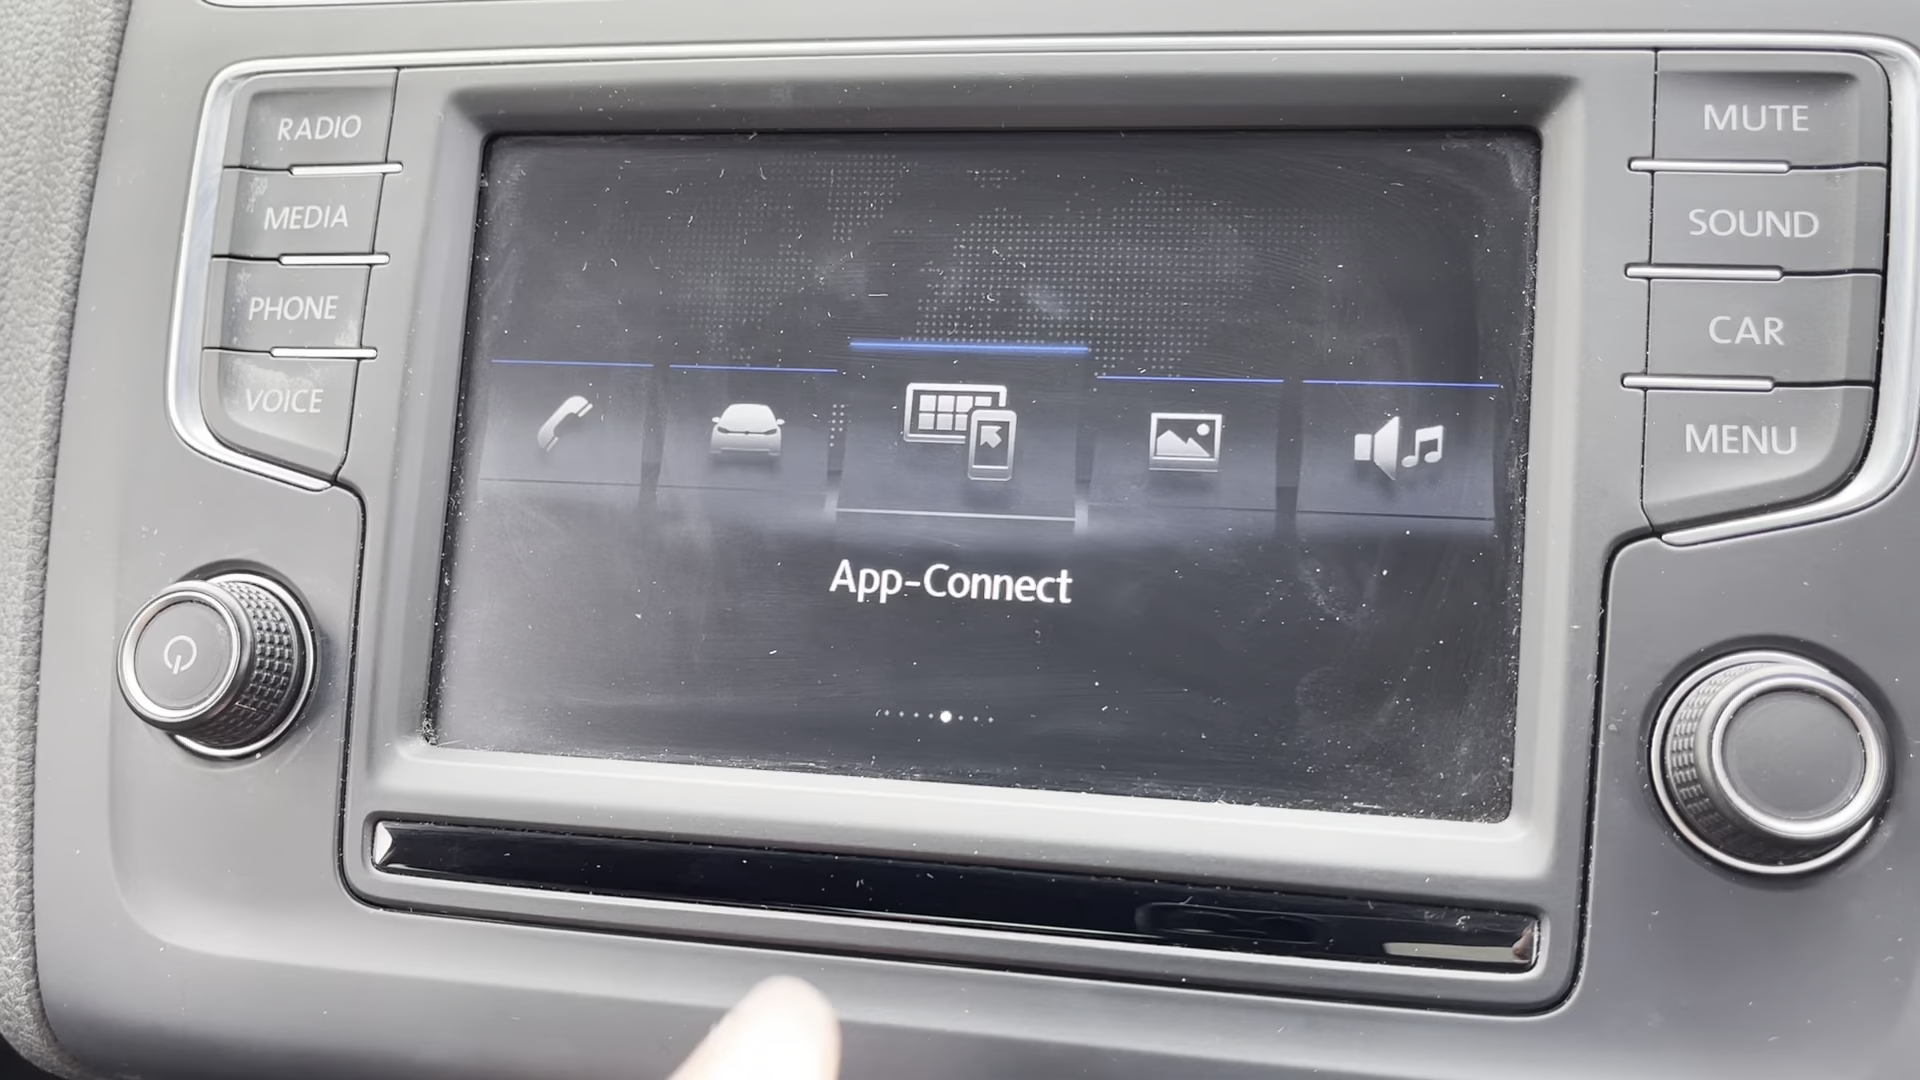 RADIO
MEDIA
PHONE
VOICE
App-Connect
MUTE
SOUND
CAR
MENU